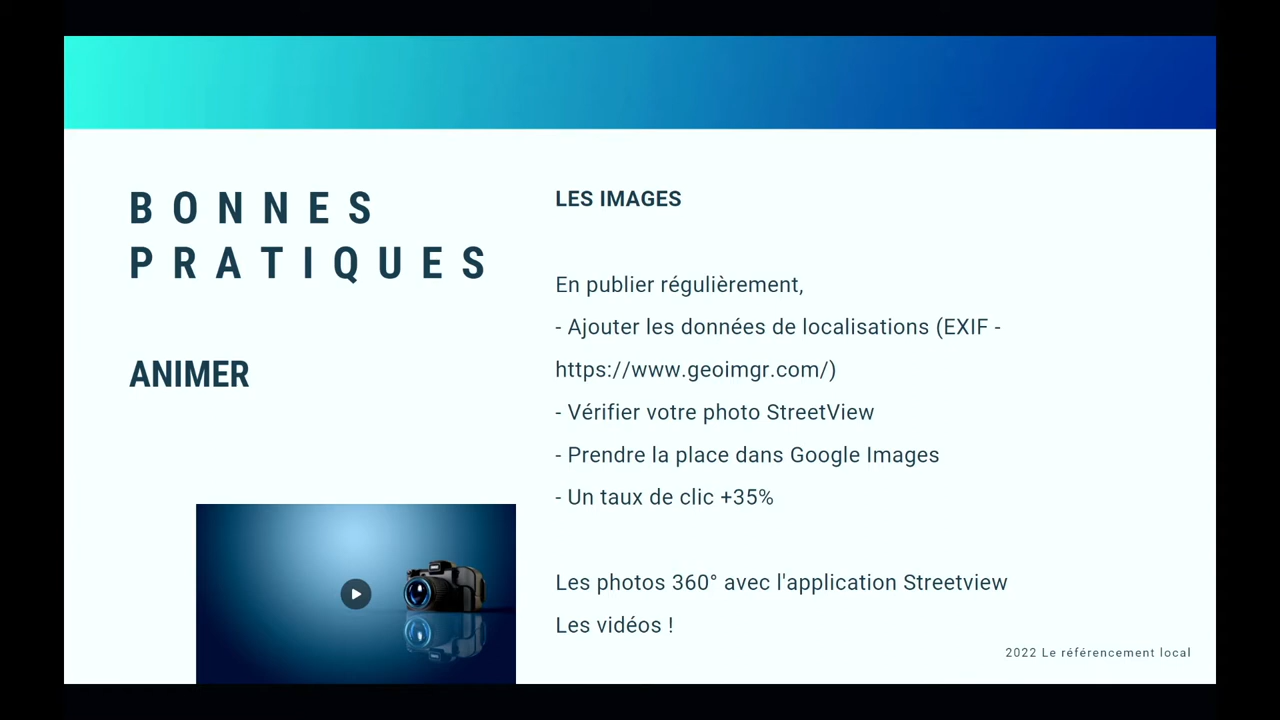 BONNES
PRATIQUES
ANIMER
LES IMAGES
En publier régulièrement,
- Ajouter les données de localisations (EXIF -
https://www.geoimgr.com/)
- Vérifier votre photo StreetView
- Prendre la place dans Google Images
- Un taux de clic +35%
Les photos 360° avec l'application Streetview
Les vidéos !
2022 Le référencement local